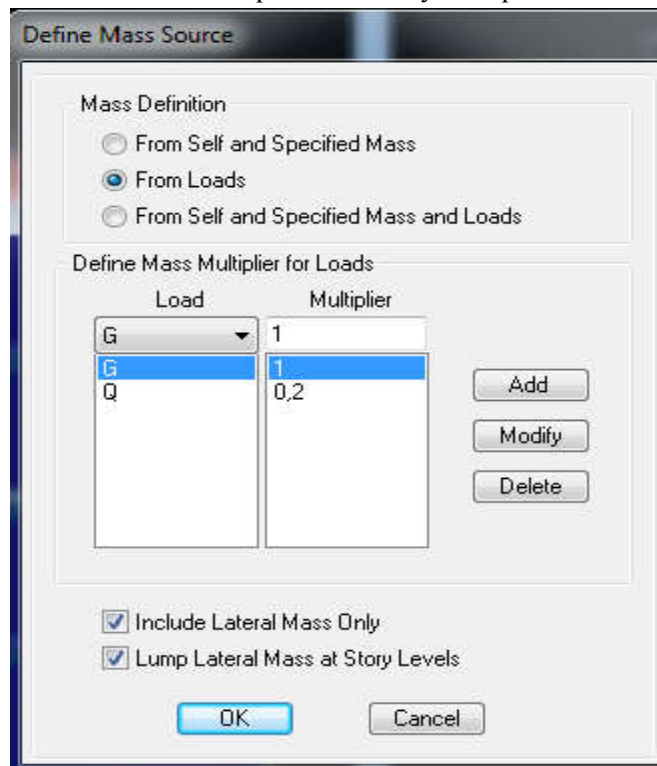 Define Mass Source
Mass Definition
From Self and Specified Mass
From Loads
From Self and Specified Mass and Loads
Define Mass Multiplier for Loads
Load Multiplier
G 1
G 1
Q 0,2
Add
Modify
Delete
Include Lateral Mass Only
Lump Lateral Mass at Story Levels
OK Cancel